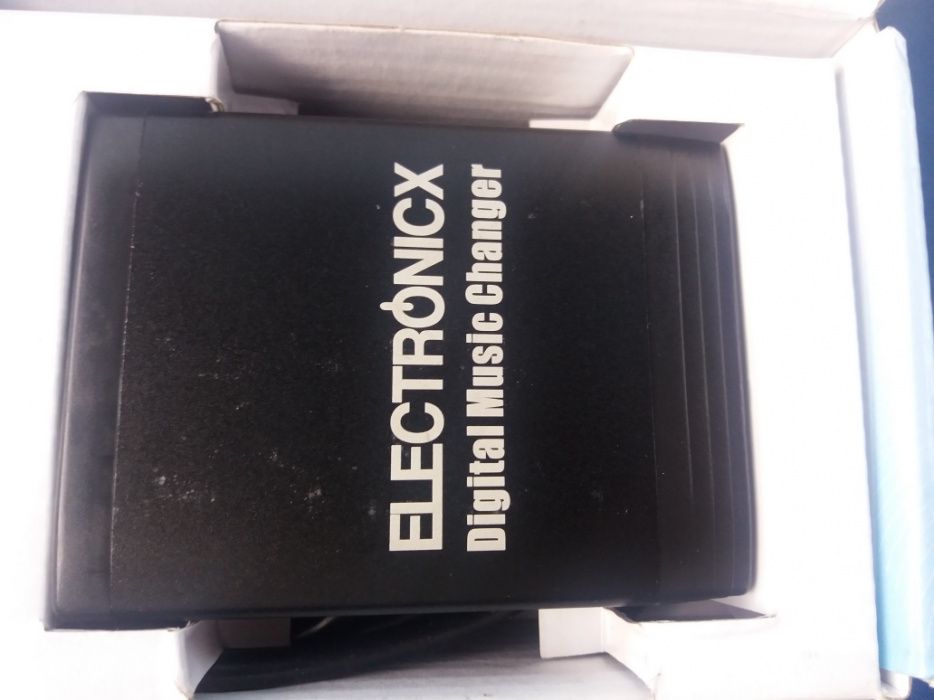 ELECTRONICX
Digital Music Changer